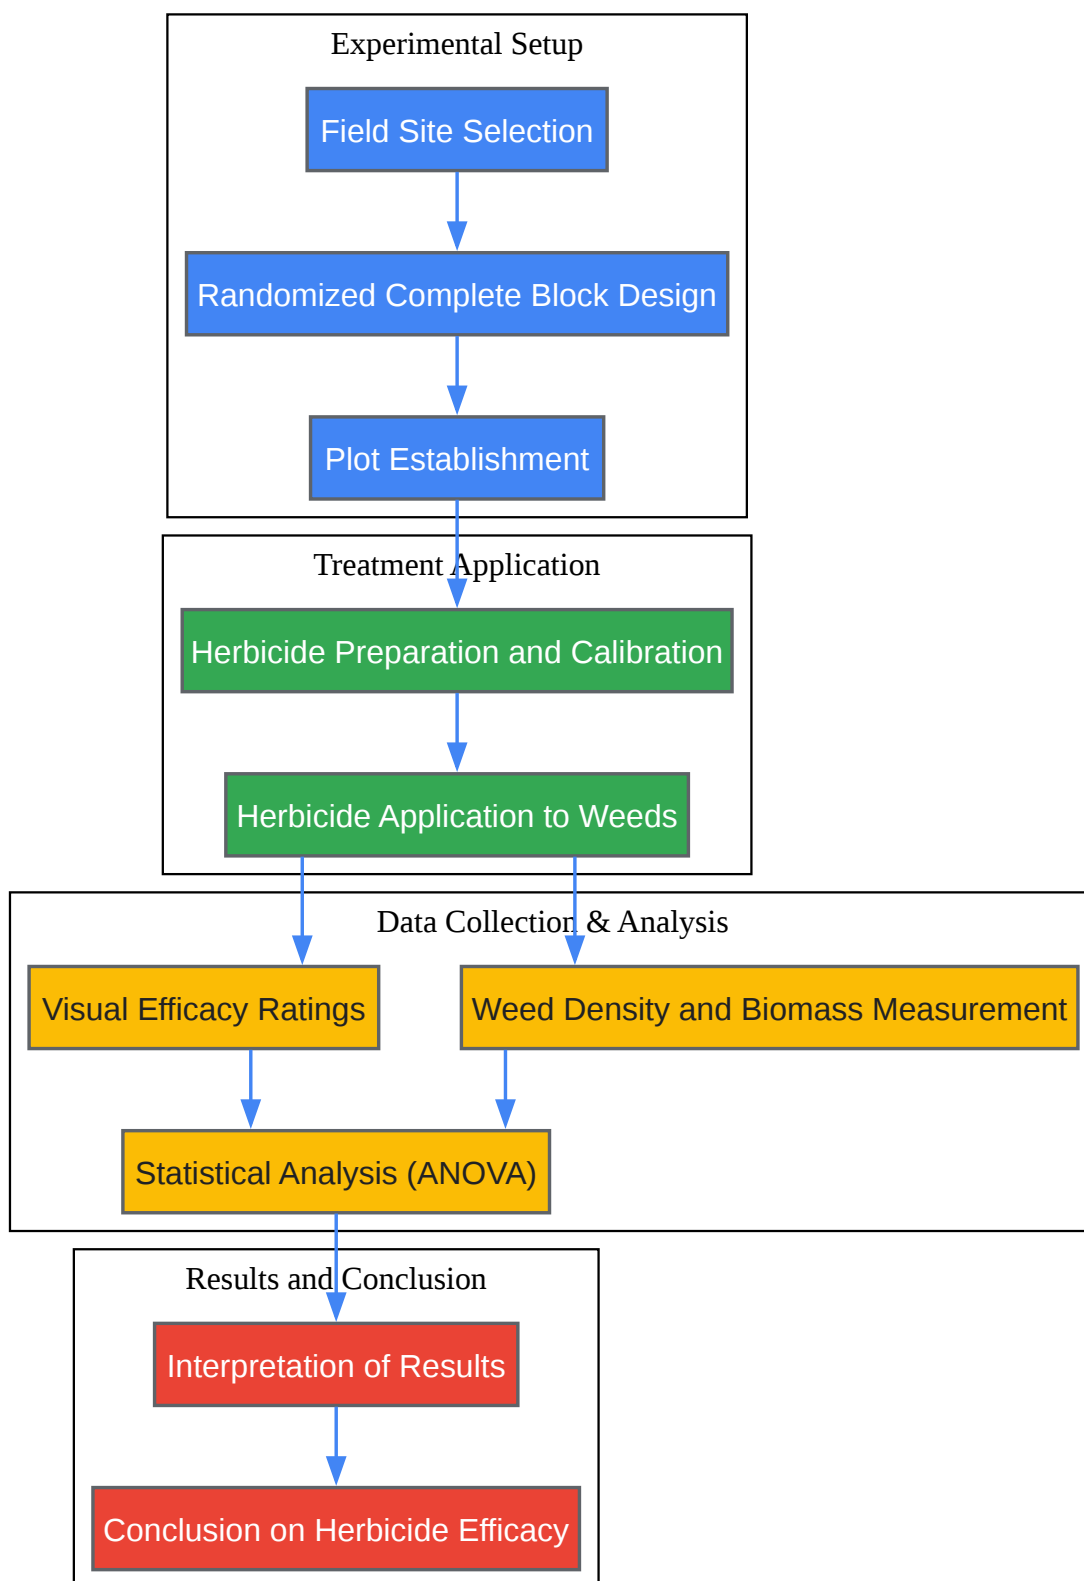 Experimental Setup
Field Site Selection
Randomized Complete Block Design
Plot Establishment
Treatment Application
Herbicide Preparation and Calibration
Herbicide Application to Weeds
Data Collection & Analysis
Visual Efficacy Ratings
Weed Density and Biomass Measurement
Statistical Analysis (ANOVA)
Results and Conclusion
Interpretation of Results
Conclusion on Herbicide Efficacy